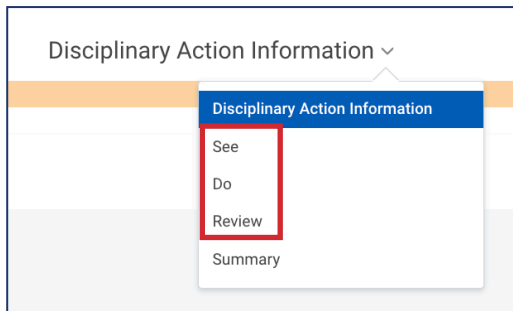 Disciplinary Action Information
Disciplinary Action Information
See
Do
Review
Summary